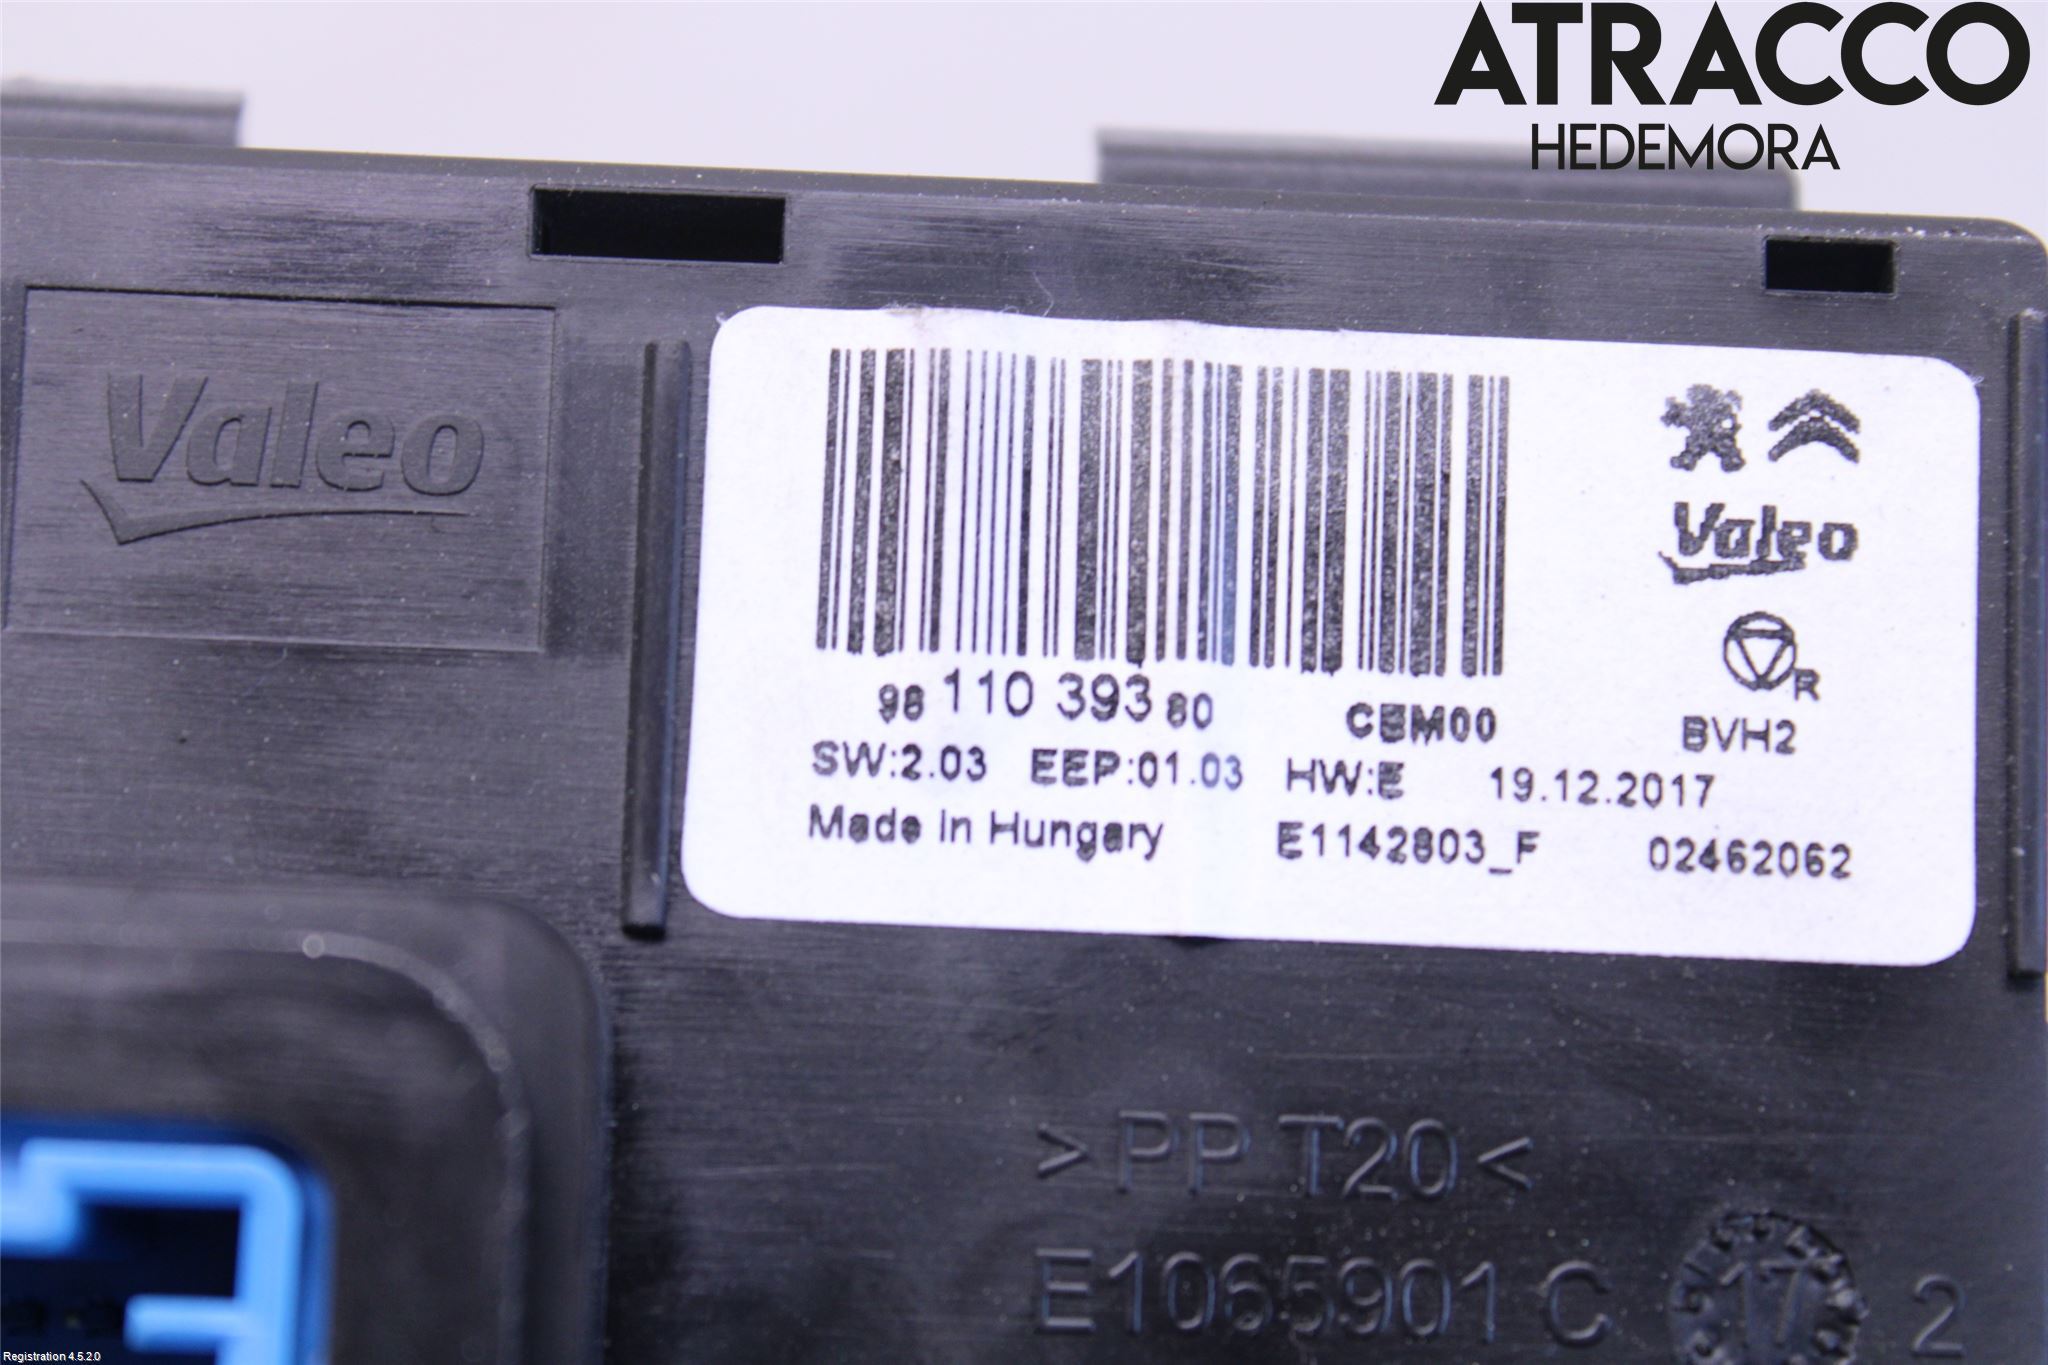 ATRACCO
HEDEMORA
Valeo
Valeo
R
98 110 393 80 CBM00 BVH2
SW:2.03 EEP:01.03 HW:E 19.12.2017
Made in Hungary E1142803_F 02462062
>PP T20<
E1065901 C 17 2
Registration 4.5.2.0